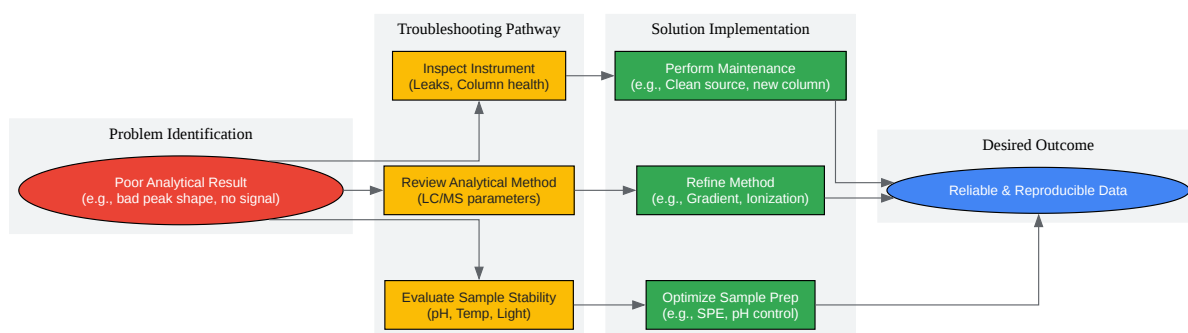 Problem Identification
Poor Analytical Result
(e.g., bad peak shape, no signal)
Troubleshooting Pathway
Inspect Instrument
(Leaks, Column health)
Review Analytical Method
(LC/MS parameters)
Evaluate Sample Stability
(pH, Temp, Light)
Solution Implementation
Perform Maintenance
(e.g., Clean source, new column)
Refine Method
(e.g., Gradient, Ionization)
Optimize Sample Prep
(e.g., SPE, pH control)
Desired Outcome
Reliable & Reproducible Data